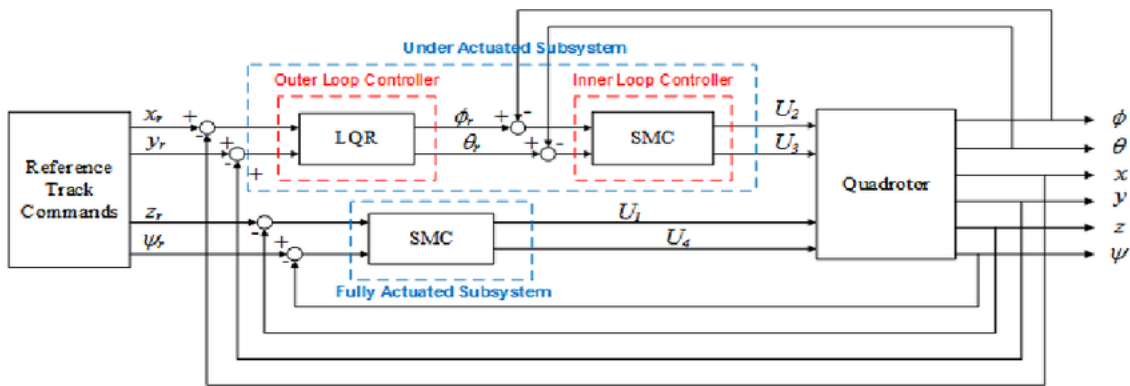 Under Actuated Subsystem
Outer Loop Controller
Inner Loop Controller
Reference
Track
Commands
xᵣ
yᵣ
zᵣ
ψᵣ
+
-
+
-
+
LQR
ϕᵣ
θᵣ
+
-
+
-
SMC
U₂
U₃
Quadrotor
+
-
+
-
SMC
U₁
U₄
Fully Actuated Subsystem
ϕ
θ
x
y
z
ψ